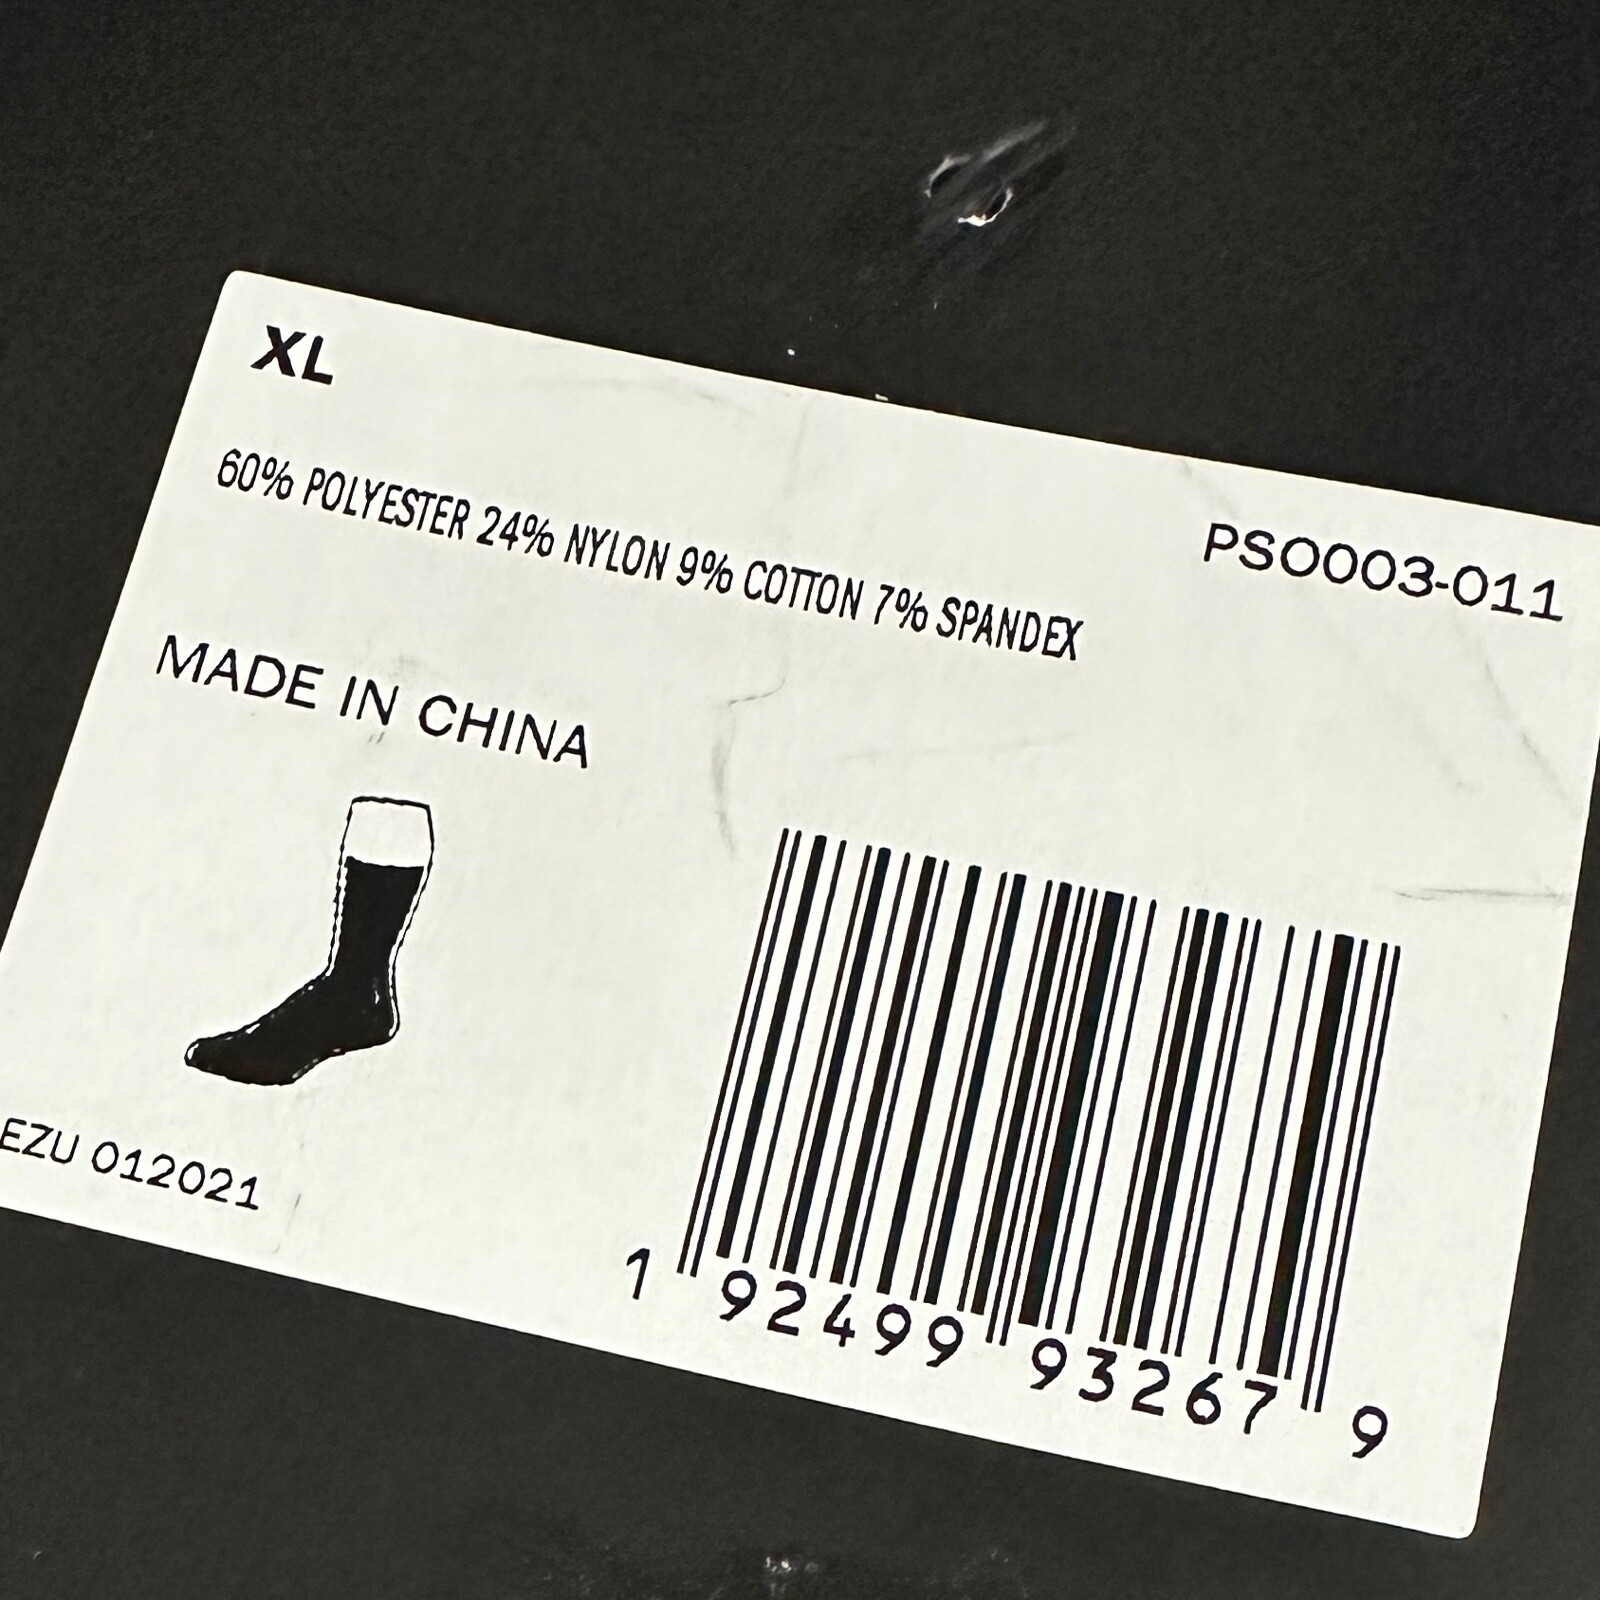 XL
60% POLYESTER 24% NYLON 9% COTTON 7% SPANDEX
PS0003-011
MADE IN CHINA
EZU 012021
1 92499 93267 9